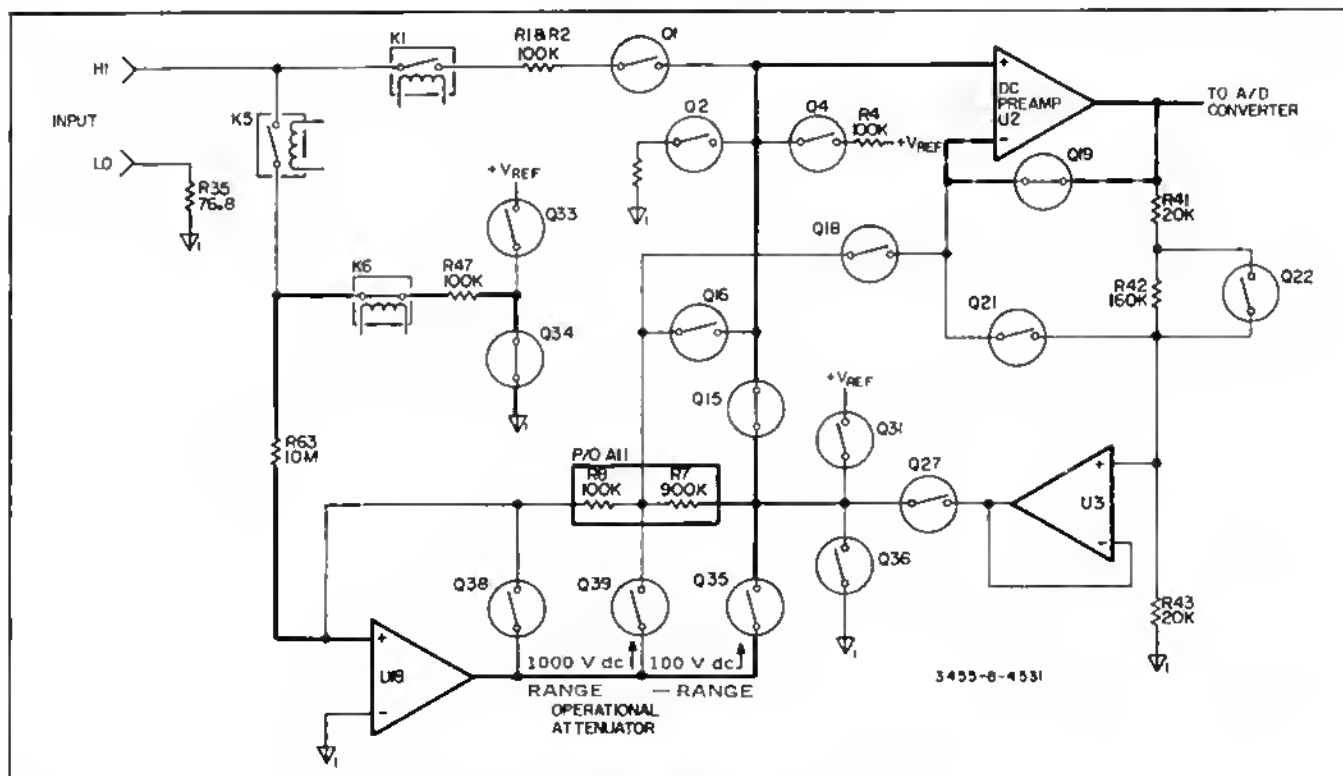 HI
INPUT
LO
R35
76.8
K1
R1&R2
100K
Q1
K5
Q2
Q4
R4
100K
+VREF
+
DC
PREAMP
U2
-
TO A/D
CONVERTER
Q19
R41
20K
Q18
Q22
R42
160K
Q21
+VREF
Q33
K6
R47
100K
Q34
Q16
Q15
+VREF
Q31
Q27
+
U3
-
R63
10M
P/O A11
R8
100K
R7
900K
Q36
Q38
Q39
Q35
R43
20K
+
U18
-
1000 V dc
100 V dc
RANGE
— RANGE
OPERATIONAL
ATTENUATOR
3455-B-4531